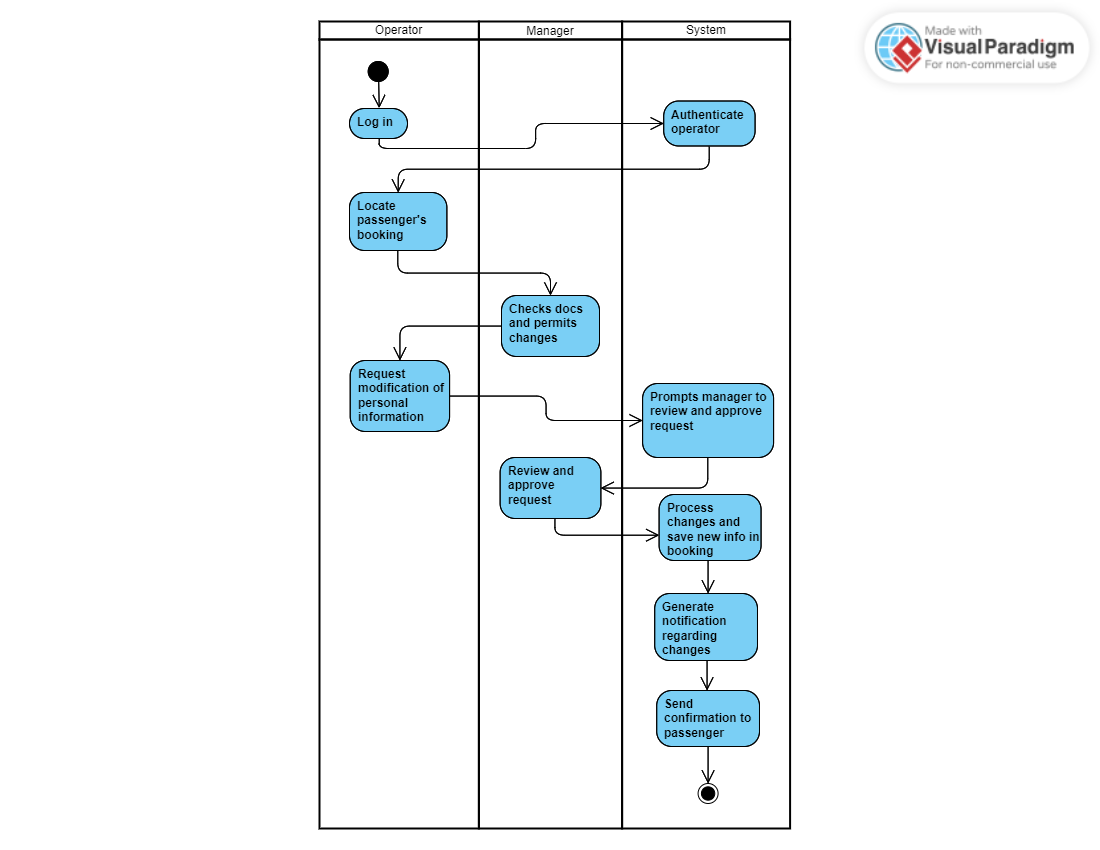 Operator
Manager
System
Made with
Visual Paradigm
For non-commercial use
Log in
Authenticate
operator
Locate
passenger's
booking
Checks docs
and permits
changes
Request
modification of
personal
information
Prompts manager to
review and approve
request
Review and
approve
request
Process
changes and
save new info in
booking
Generate
notification
regarding
changes
Send
confirmation to
passenger